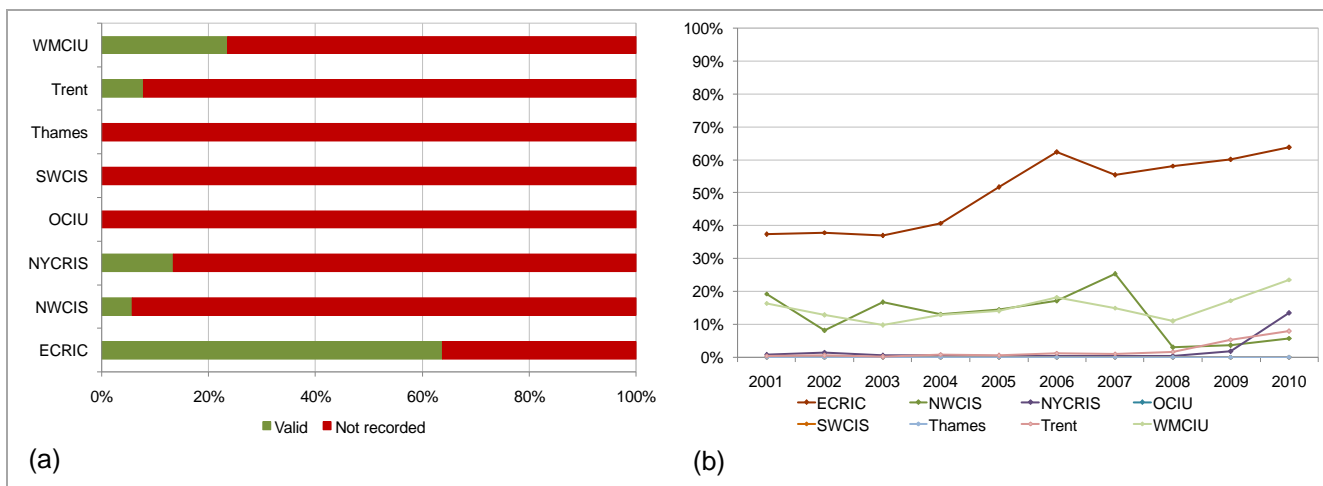 WMCIU
Trent
Thames
SWCIS
OCIU
NYCRIS
NWCIS
ECRIC
0% 20% 40% 60% 80% 100%
Valid Not recorded
(a)
100%
90%
80%
70%
60%
50%
40%
30%
20%
10%
0%
2001 2002 2003 2004 2005 2006 2007 2008 2009 2010
ECRIC NWCIS NYCRIS OCIU
SWCIS Thames Trent WMCIU
(b)